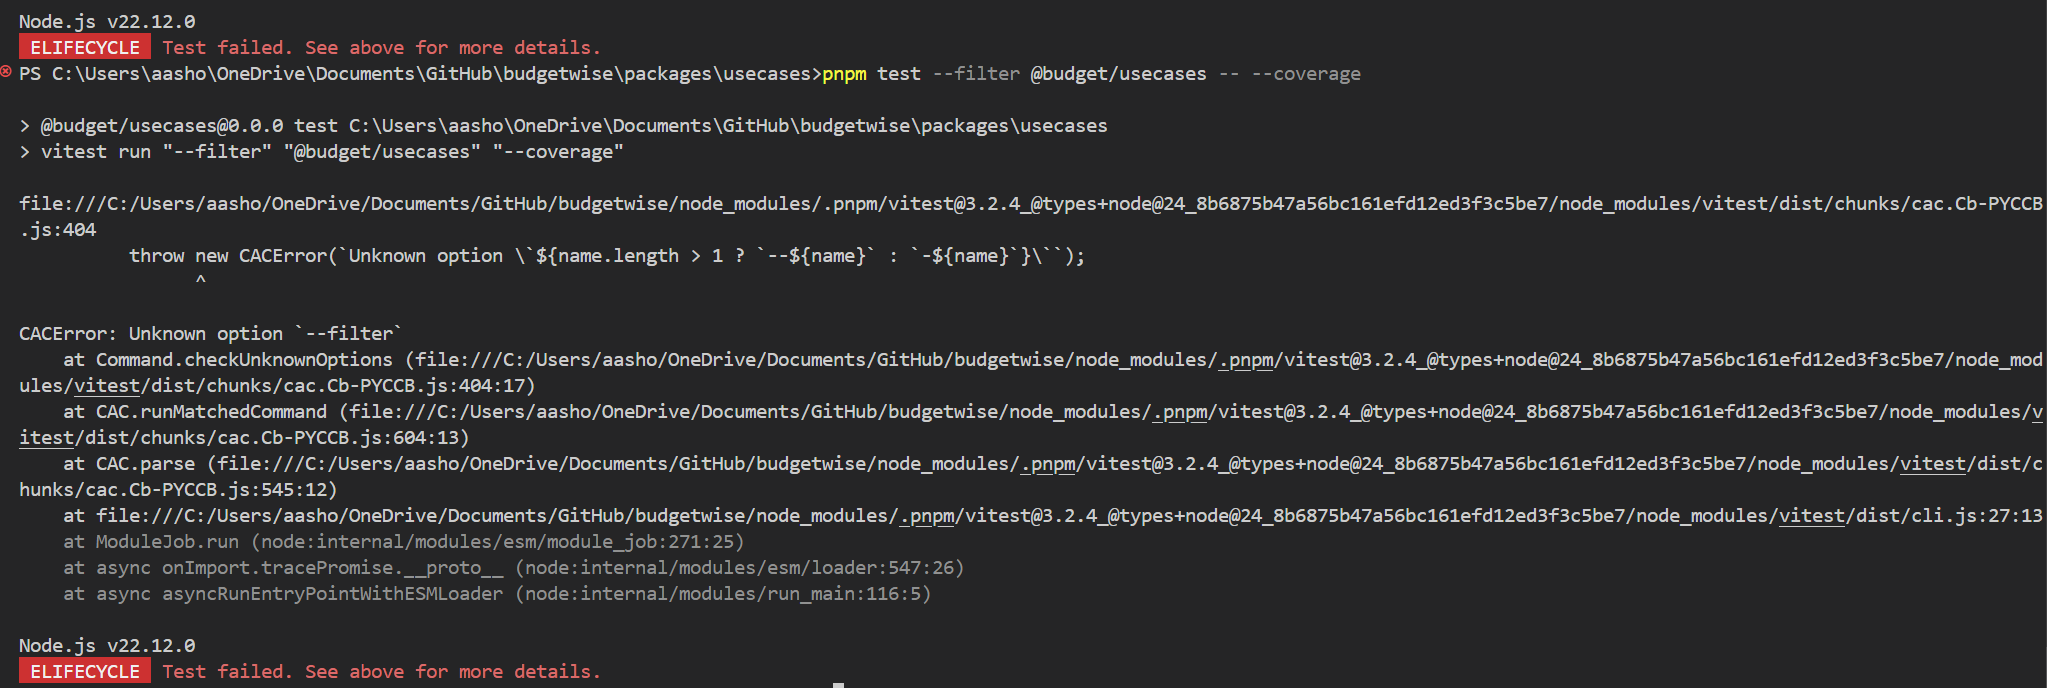 Node.js v22.12.0
 ELIFECYCLE  Test failed. See above for more details.
PS C:\Users\aasho\OneDrive\Documents\GitHub\budgetwise\packages\usecases>pnpm test --filter @budget/usecases -- --coverage

> @budget/usecases@0.0.0 test C:\Users\aasho\OneDrive\Documents\GitHub\budgetwise\packages\usecases
> vitest run "--filter" "@budget/usecases" "--coverage"

file:///C:/Users/aasho/OneDrive/Documents/GitHub/budgetwise/node_modules/.pnpm/vitest@3.2.4_@types+node@24_8b6875b47a56bc161efd12ed3f3c5be7/node_modules/vitest/dist/chunks/cac.Cb-PYCCB
.js:404
          throw new CACError(`Unknown option \`${name.length > 1 ? `--${name}` : `-${name}`}\``);
                ^

CACError: Unknown option `--filter`
    at Command.checkUnknownOptions (file:///C:/Users/aasho/OneDrive/Documents/GitHub/budgetwise/node_modules/.pnpm/vitest@3.2.4_@types+node@24_8b6875b47a56bc161efd12ed3f3c5be7/node_mod
ules/vitest/dist/chunks/cac.Cb-PYCCB.js:404:17)
    at CAC.runMatchedCommand (file:///C:/Users/aasho/OneDrive/Documents/GitHub/budgetwise/node_modules/.pnpm/vitest@3.2.4_@types+node@24_8b6875b47a56bc161efd12ed3f3c5be7/node_modules/v
itest/dist/chunks/cac.Cb-PYCCB.js:604:13)
    at CAC.parse (file:///C:/Users/aasho/OneDrive/Documents/GitHub/budgetwise/node_modules/.pnpm/vitest@3.2.4_@types+node@24_8b6875b47a56bc161efd12ed3f3c5be7/node_modules/vitest/dist/c
hunks/cac.Cb-PYCCB.js:545:12)
    at file:///C:/Users/aasho/OneDrive/Documents/GitHub/budgetwise/node_modules/.pnpm/vitest@3.2.4_@types+node@24_8b6875b47a56bc161efd12ed3f3c5be7/node_modules/vitest/dist/cli.js:27:13
    at ModuleJob.run (node:internal/modules/esm/module_job:271:25)
    at async onImport.tracePromise.__proto__ (node:internal/modules/esm/loader:547:26)
    at async asyncRunEntryPointWithESMLoader (node:internal/modules/run_main:116:5)

Node.js v22.12.0
 ELIFECYCLE  Test failed. See above for more details.